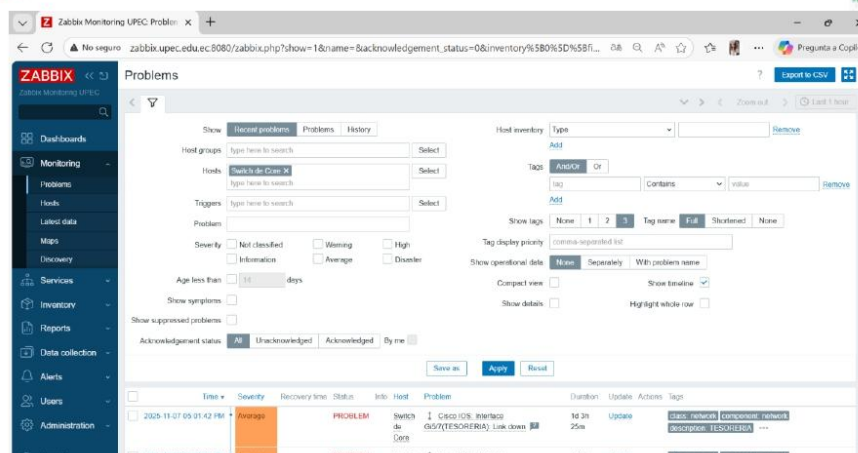 Zabbix Monitoring UPEC: Problem
No seguro zabbix.upec.edu.ec:8080/zabbix.php?show=1&name=&acknowledgement_status=0&inventory%5B0%5D%5Bfi...
Pregunta a Copil
ZABBIX
Zabbix Monitoring UPEC
Problems
? Export to CSV
Zoom out Last 1 hour
Dashboards
Monitoring
Problems
Hosts
Latest data
Maps
Discovery
Services
Inventory
Reports
Data collection
Alerts
Users
Administration
Show Recent problems Problems History
Host groups type here to search Select
Hosts Switch de Core X Select
type here to search
Triggers type here to search Select
Problem
Severity Not classified Warning High
Information Average Disaster
Age less than 14 days
Show symptoms
Show suppressed problems
Acknowledgement status All Unacknowledged Acknowledged By me
Host inventory Type Remove
Add
Tags And/Or Or
tag Contains value Remove
Add
Show tags None 1 2 3 Tag name Full Shortened None
Tag display priority comma-separated list
Show operational data None Separately With problem name
Compact view Show timeline
Show details Highlight whole row
Save as Apply Reset
Time Severity Recovery time Status Info Host Problem Duration Update Actions Tags
2025-11-07 05:01:42 PM Average PROBLEM Switch de Core Cisco IOS: Interface Gi5/7(TESORERIA): Link down 1d 3h 25m Update class: network component: network
description: TESORERIA ...